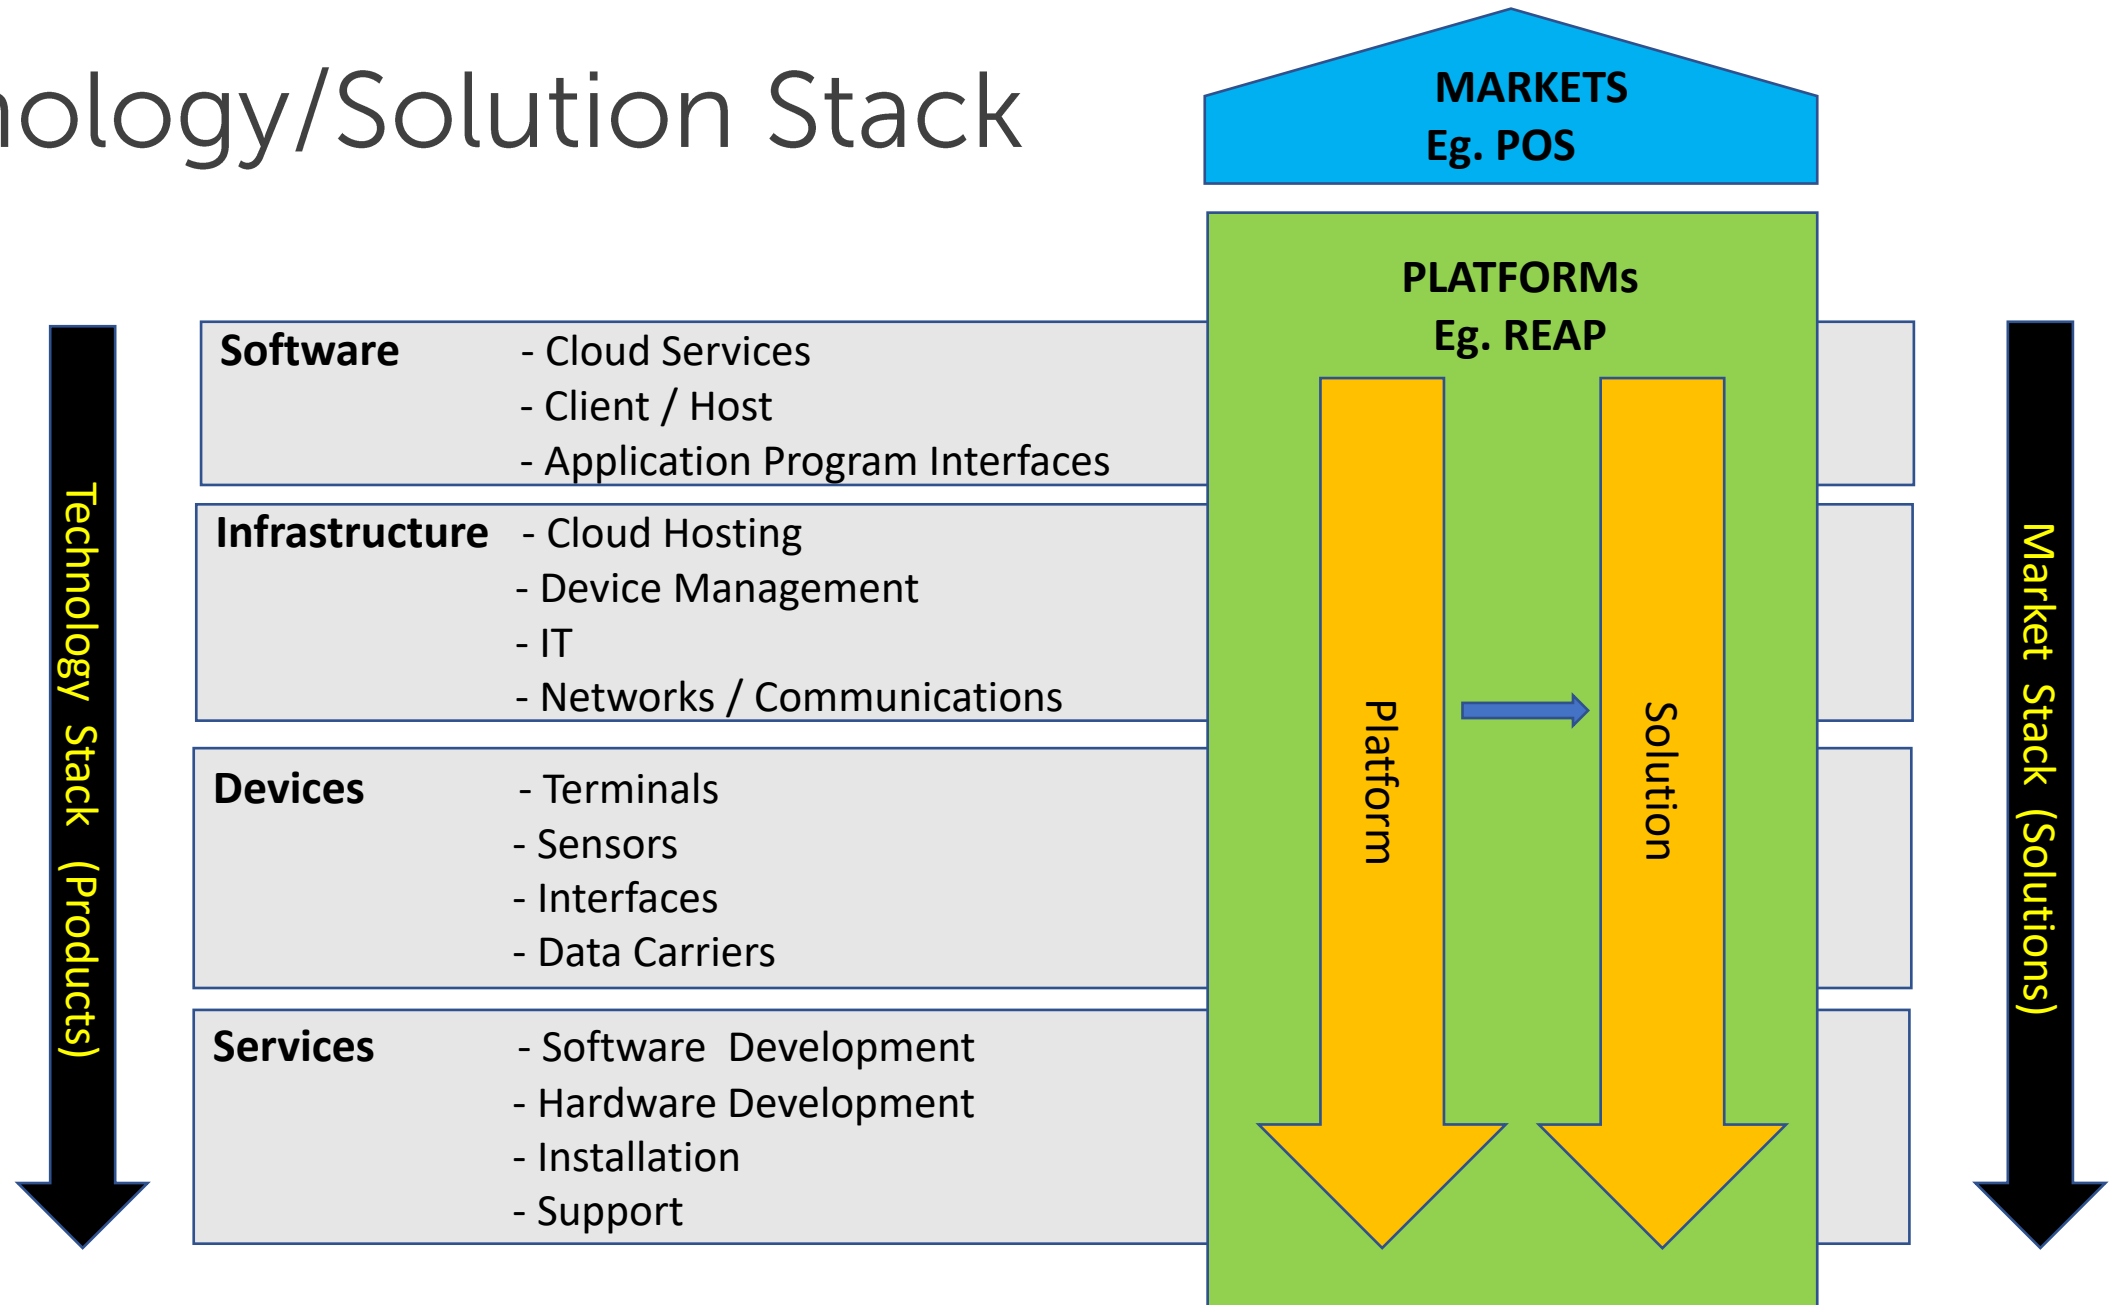 nology/Solution Stack
MARKETS
Eg. POS
PLATFORMs
Eg. REAP
Technology Stack (Products)
Software - Cloud Services
- Client / Host
- Application Program Interfaces
Infrastructure - Cloud Hosting
- Device Management
- IT
- Networks / Communications
Devices - Terminals
- Sensors
- Interfaces
- Data Carriers
Services - Software Development
- Hardware Development
- Installation
- Support
Platform
Solution
Market Stack (Solutions)